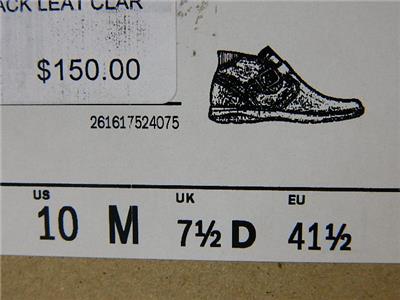 ACK LEAT CLAR
$150.00
261617524075
US UK EU
10 M 7½ D 41½